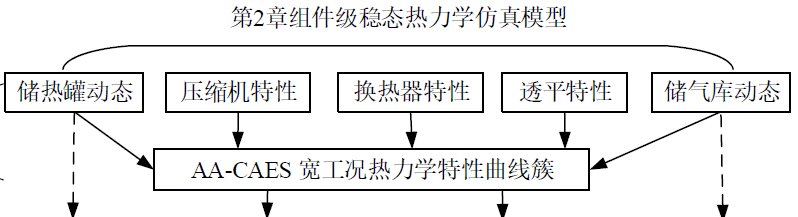 第2章组件级稳态热力学仿真模型
储热罐动态
压缩机特性
换热器特性
透平特性
储气库动态
AA-CAES 宽工况热力学特性曲线簇